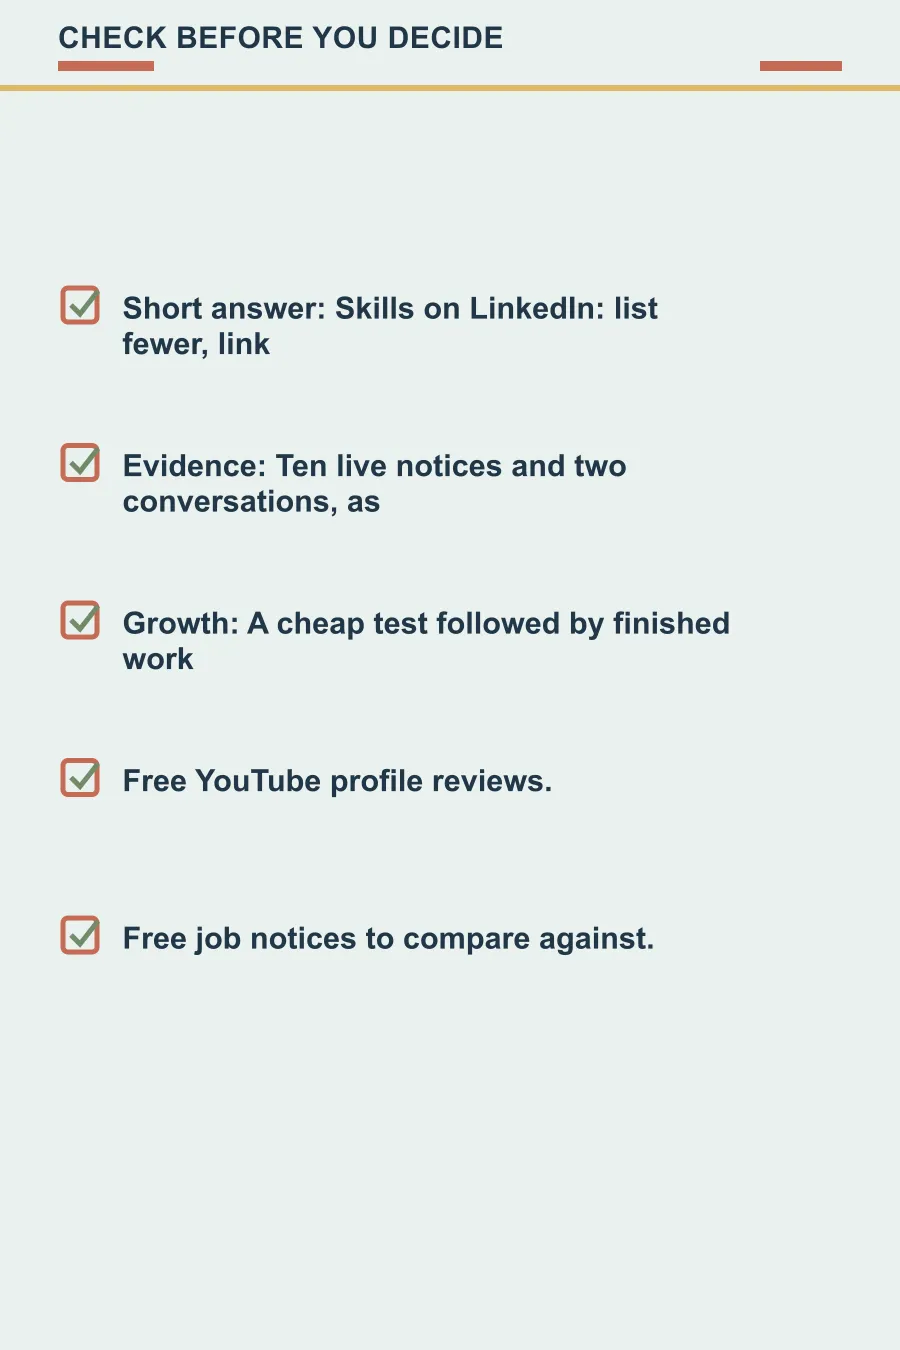 CHECK BEFORE YOU DECIDE
Short answer: Skills on LinkedIn: list
fewer, link
Evidence: Ten live notices and two
conversations, as
Growth: A cheap test followed by finished
work
Free YouTube profile reviews.
Free job notices to compare against.